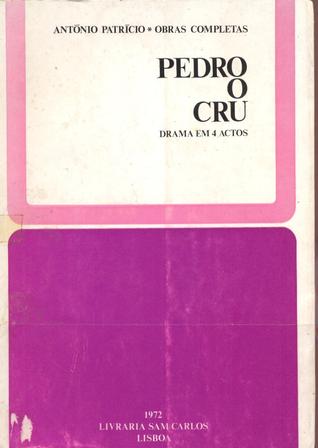 ANTÓNIO PATRÍCIO * OBRAS COMPLETAS
PEDRO
O
CRU
DRAMA EM 4 ACTOS
1972
LIVRARIA SAM CARLOS
LISBOA